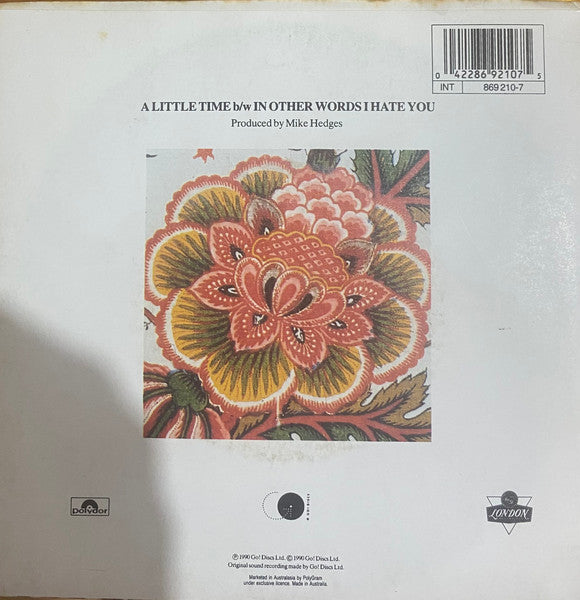 0 42286 92107 5
INT 869 210-7
A LITTLE TIME b/w IN OTHER WORDS I HATE YOU
Produced by Mike Hedges
polydor
LONDON
℗ 1990 Go! Discs Ltd. © 1990 Go! Discs Ltd.
Original sound recording made by Go! Discs Ltd.
Marketed in Australasia by PolyGram
under exclusive licence. Made in Australia.